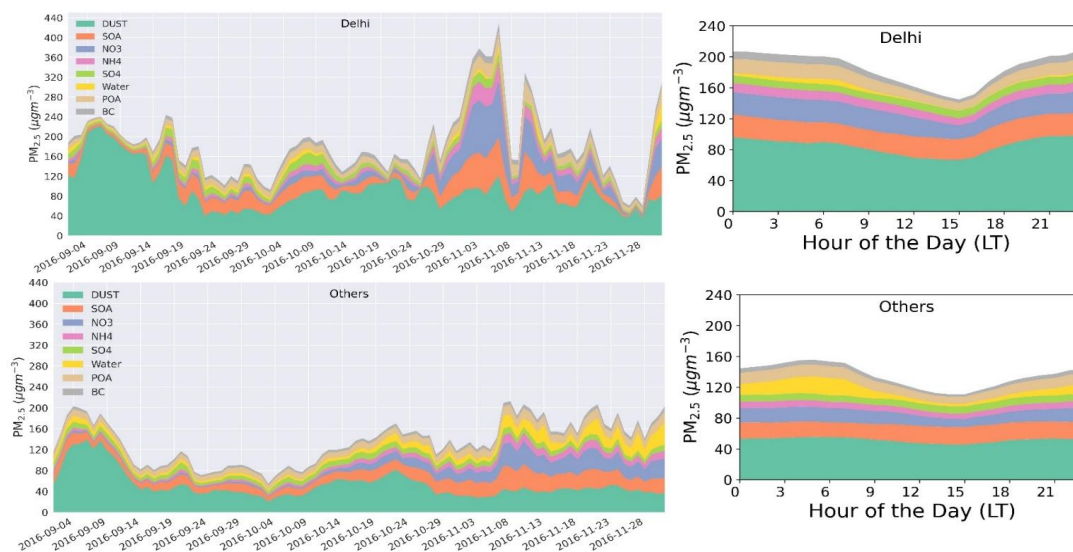 Delhi
440
400
360
320
280
240
200
160
120
80
40
0
PM2.5 (μgm−3)
DUST
SOA
NO3
NH4
SO4
Water
POA
BC
2016-09-04 2016-09-09 2016-09-14 2016-09-19 2016-09-24 2016-09-29 2016-10-04 2016-10-09 2016-10-14 2016-10-19 2016-10-24 2016-10-29 2016-11-03 2016-11-08 2016-11-13 2016-11-18 2016-11-23 2016-11-28
Delhi
240
200
160
120
80
40
0
PM2.5 (μgm−3)
0 3 6 9 12 15 18 21
Hour of the Day (LT)
Others
440
400
360
320
280
240
200
160
120
80
40
0
PM2.5 (μgm−3)
DUST
SOA
NO3
NH4
SO4
Water
POA
BC
2016-09-04 2016-09-09 2016-09-14 2016-09-19 2016-09-24 2016-09-29 2016-10-04 2016-10-09 2016-10-14 2016-10-19 2016-10-24 2016-10-29 2016-11-03 2016-11-08 2016-11-13 2016-11-18 2016-11-23 2016-11-28
Others
240
200
160
120
80
40
0
PM2.5 (μgm−3)
0 3 6 9 12 15 18 21
Hour of the Day (LT)